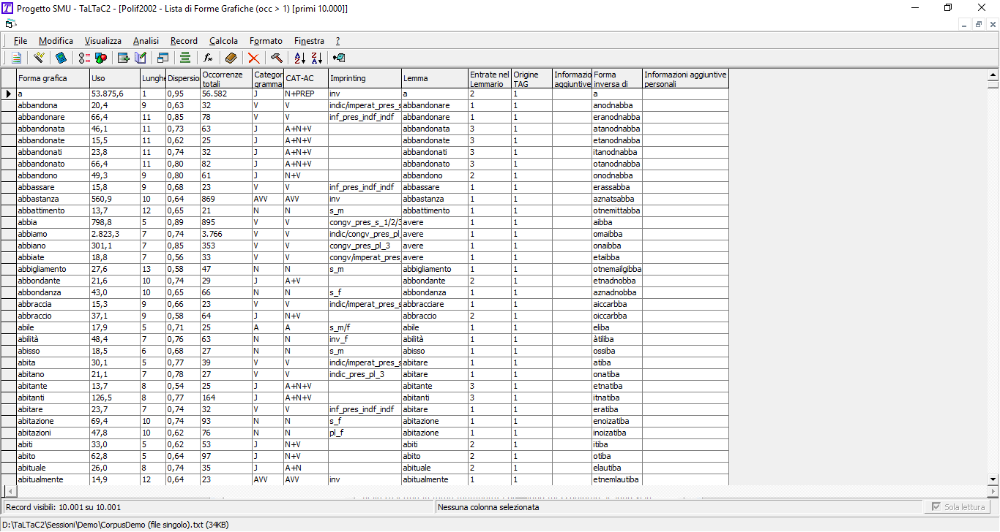 Progetto SMU - TaLTaC2 - [Polif2002 - Lista di Forme Grafiche (occ > 1) [primi 10.000]]
File Modifica Visualizza Analisi Record Calcola Formato Finestra ?
Forma grafica Uso Lunghe Dispersio Occorrenze totali Categor grammat CAT-AC Imprinting Lemma Entrate nel Lemmario Origine TAG Informazio aggiuntive Forma inversa di Informazioni aggiuntive personali
a 53.875,6 1 0,95 56.582 J N+PREP inv a 2 1 a
abbandona 20,4 9 0,63 32 V V indic/imperat_pres_s abbandonare 1 1 anodnabba
abbandonare 66,4 11 0,85 78 V V inf_pres_indf_indf abbandonare 1 1 eranodnabba
abbandonata 46,1 11 0,73 63 J A+N+V abbandonata 3 1 atanodnabba
abbandonate 15,5 11 0,62 25 J A+N+V abbandonate 3 1 etanodnabba
abbandonati 23,8 11 0,74 32 J A+N+V abbandonati 3 1 itanodnabba
abbandonato 66,4 11 0,80 82 J A+N+V abbandonato 3 1 otanodnabba
abbandono 49,3 9 0,80 61 J N+V abbandono 2 1 onodnabba
abbassare 15,8 9 0,68 23 V V inf_pres_indf_indf abbassare 1 1 erassabba
abbastanza 560,9 10 0,64 869 AVV AVV inv abbastanza 1 1 aznatsabba
abbattimento 13,7 12 0,65 21 N N s_m abbattimento 1 1 otnemittabba
abbia 798,8 5 0,89 895 V V congv_pres_s_1/2/3 avere 1 1 aibba
abbiamo 2.823,3 7 0,74 3.766 V V indic/congv_pres_pl_ avere 1 1 omaibba
abbiano 301,1 7 0,85 353 V V congv_pres_pl_3 avere 1 1 onaibba
abbiate 18,8 7 0,56 33 V V congv/imperat_pres_ avere 1 1 etaibba
abbigliamento 27,6 13 0,58 47 N N s_m abbigliamento 1 1 otnemailgibba
abbondante 21,6 10 0,74 29 J A+V abbondante 2 1 etnadnobba
abbondanza 43,0 10 0,65 66 N N s_f abbondanza 1 1 aznadnobba
abbraccia 15,3 9 0,66 23 V V indic/imperat_pres_s abbracciare 1 1 aiccarbba
abbraccio 37,1 9 0,58 64 J N+V abbraccio 2 1 oiccarbba
abile 17,9 5 0,71 25 A A s_m/f abile 1 1 eliba
abilità 48,4 7 0,76 63 N N inv_f abilità 1 1 àtiliba
abisso 18,5 6 0,68 27 N N s_m abisso 1 1 ossiba
abita 30,1 5 0,77 39 V V indic/imperat_pres_s abitare 1 1 atiba
abitano 21,1 7 0,78 27 V V indic_pres_pl_3 abitare 1 1 onatiba
abitante 13,7 8 0,54 25 J A+N+V abitante 3 1 etnatiba
abitanti 126,5 8 0,77 164 J A+N+V abitanti 3 1 itnatiba
abitare 23,7 7 0,74 32 V V inf_pres_indf_indf abitare 1 1 eratiba
abitazione 69,4 10 0,74 93 N N s_f abitazione 1 1 enoizatiba
abitazioni 47,8 10 0,62 76 N N pl_f abitazione 1 1 inoizatiba
abiti 33,0 5 0,62 53 J N+V abiti 2 1 itiba
abito 62,8 5 0,64 97 J N+V abito 2 1 otiba
abituale 26,0 8 0,74 35 J A+N abituale 2 1 elautiba
abitualmente 14,9 12 0,64 23 AVV AVV inv abitualmente 1 1 etnemlautiba
Record visibili: 10.001 su 10.001 Nessuna colonna selezionata Sola lettura
D:\TaLTaC2\Sessioni\Demo\CorpusDemo (file singolo).txt (34KB)